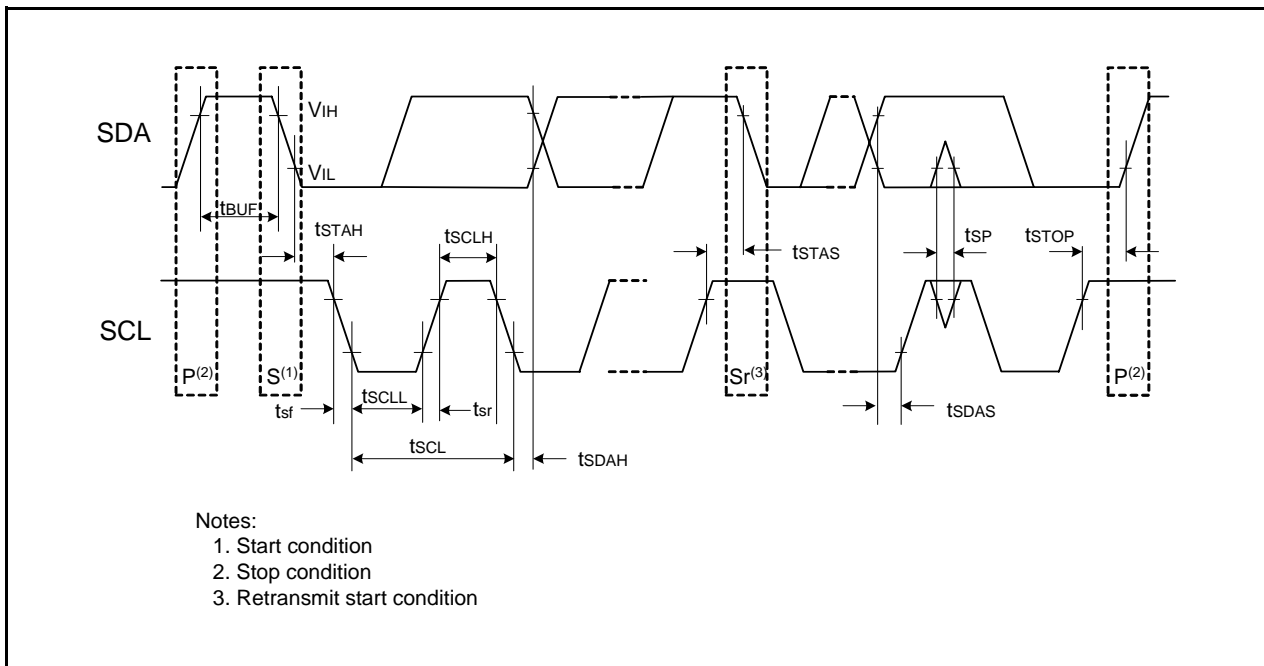 SDA
VIH
VIL
tBUF
tSTAH
tSCLH
tSTAS
tSP
tSTOP
SCL
P(2)
S(1)
Sr(3)
P(2)
tsf
tSCLL
tsr
tSDAS
tSCL
tSDAH
Notes:
1. Start condition
2. Stop condition
3. Retransmit start condition